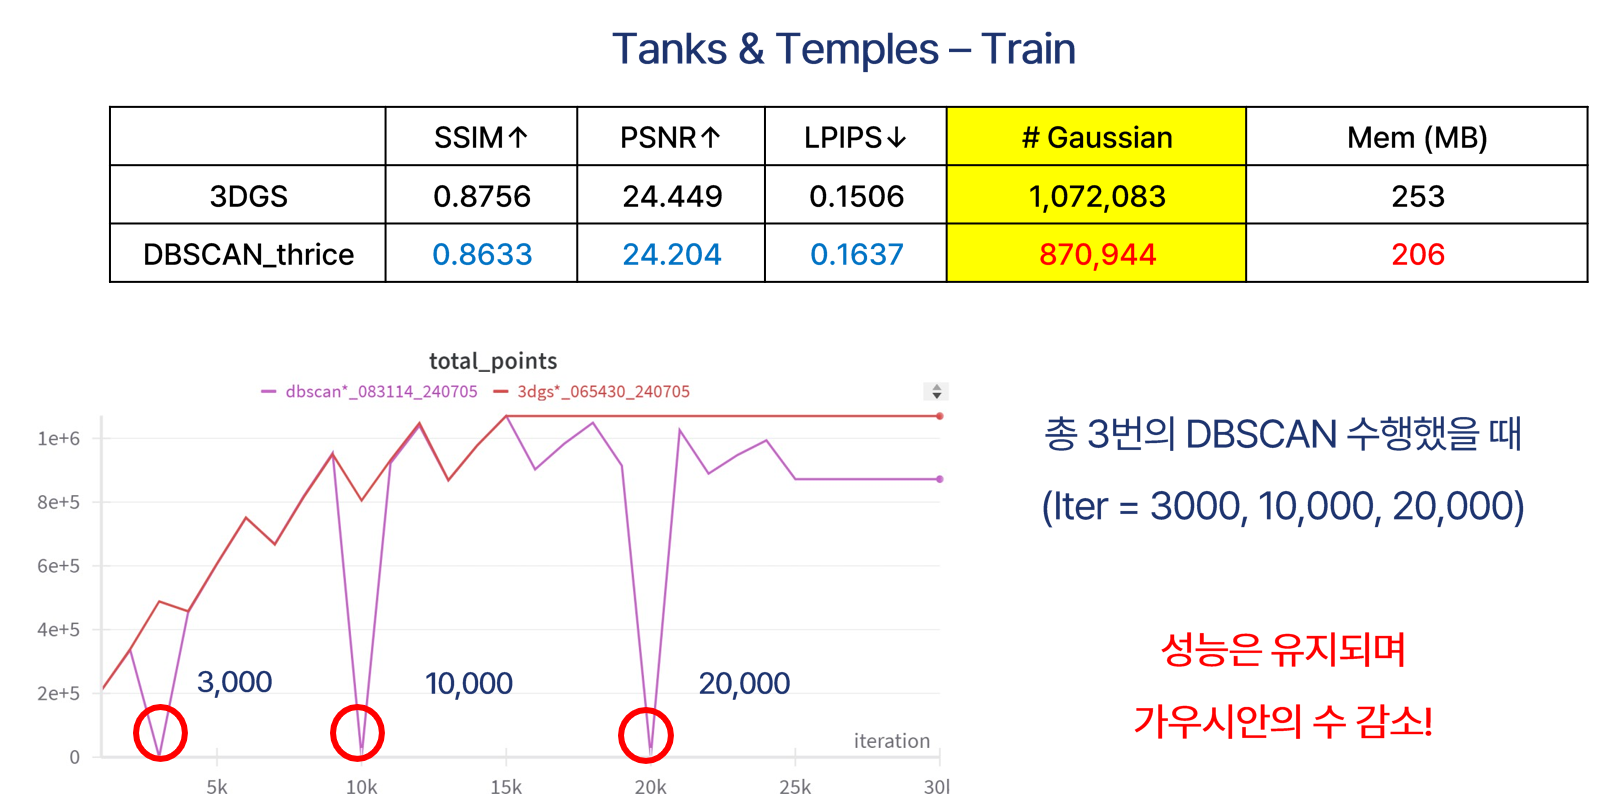 Tanks & Temples – Train
SSIM↑ PSNR↑ LPIPS↓ # Gaussian Mem (MB)
3DGS 0.8756 24.449 0.1506 1,072,083 253
DBSCAN_thrice 0.8633 24.204 0.1637 870,944 206
total_points
dbscan*_083114_240705 3dgs*_065430_240705
1e+6
8e+5
6e+5
4e+5
2e+5
0
3,000 10,000 20,000
iteration
5k 10k 15k 20k 25k 30l
총 3번의 DBSCAN 수행했을 때
(Iter = 3000, 10,000, 20,000)
성능은 유지되며
가우시안의 수 감소!